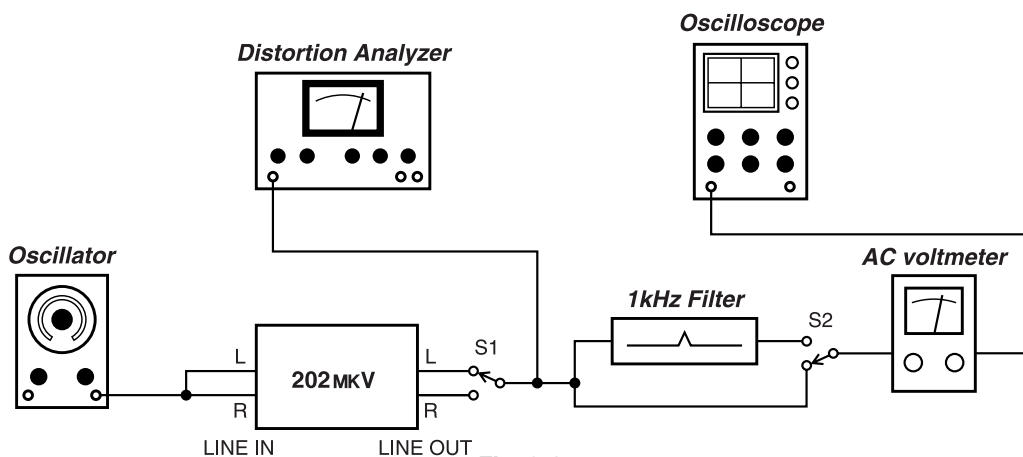 Oscilloscope
Distortion Analyzer
Oscillator
AC voltmeter
1kHz Filter
S2
L
L
S1
202MKV
R
R
LINE IN
LINE OUT